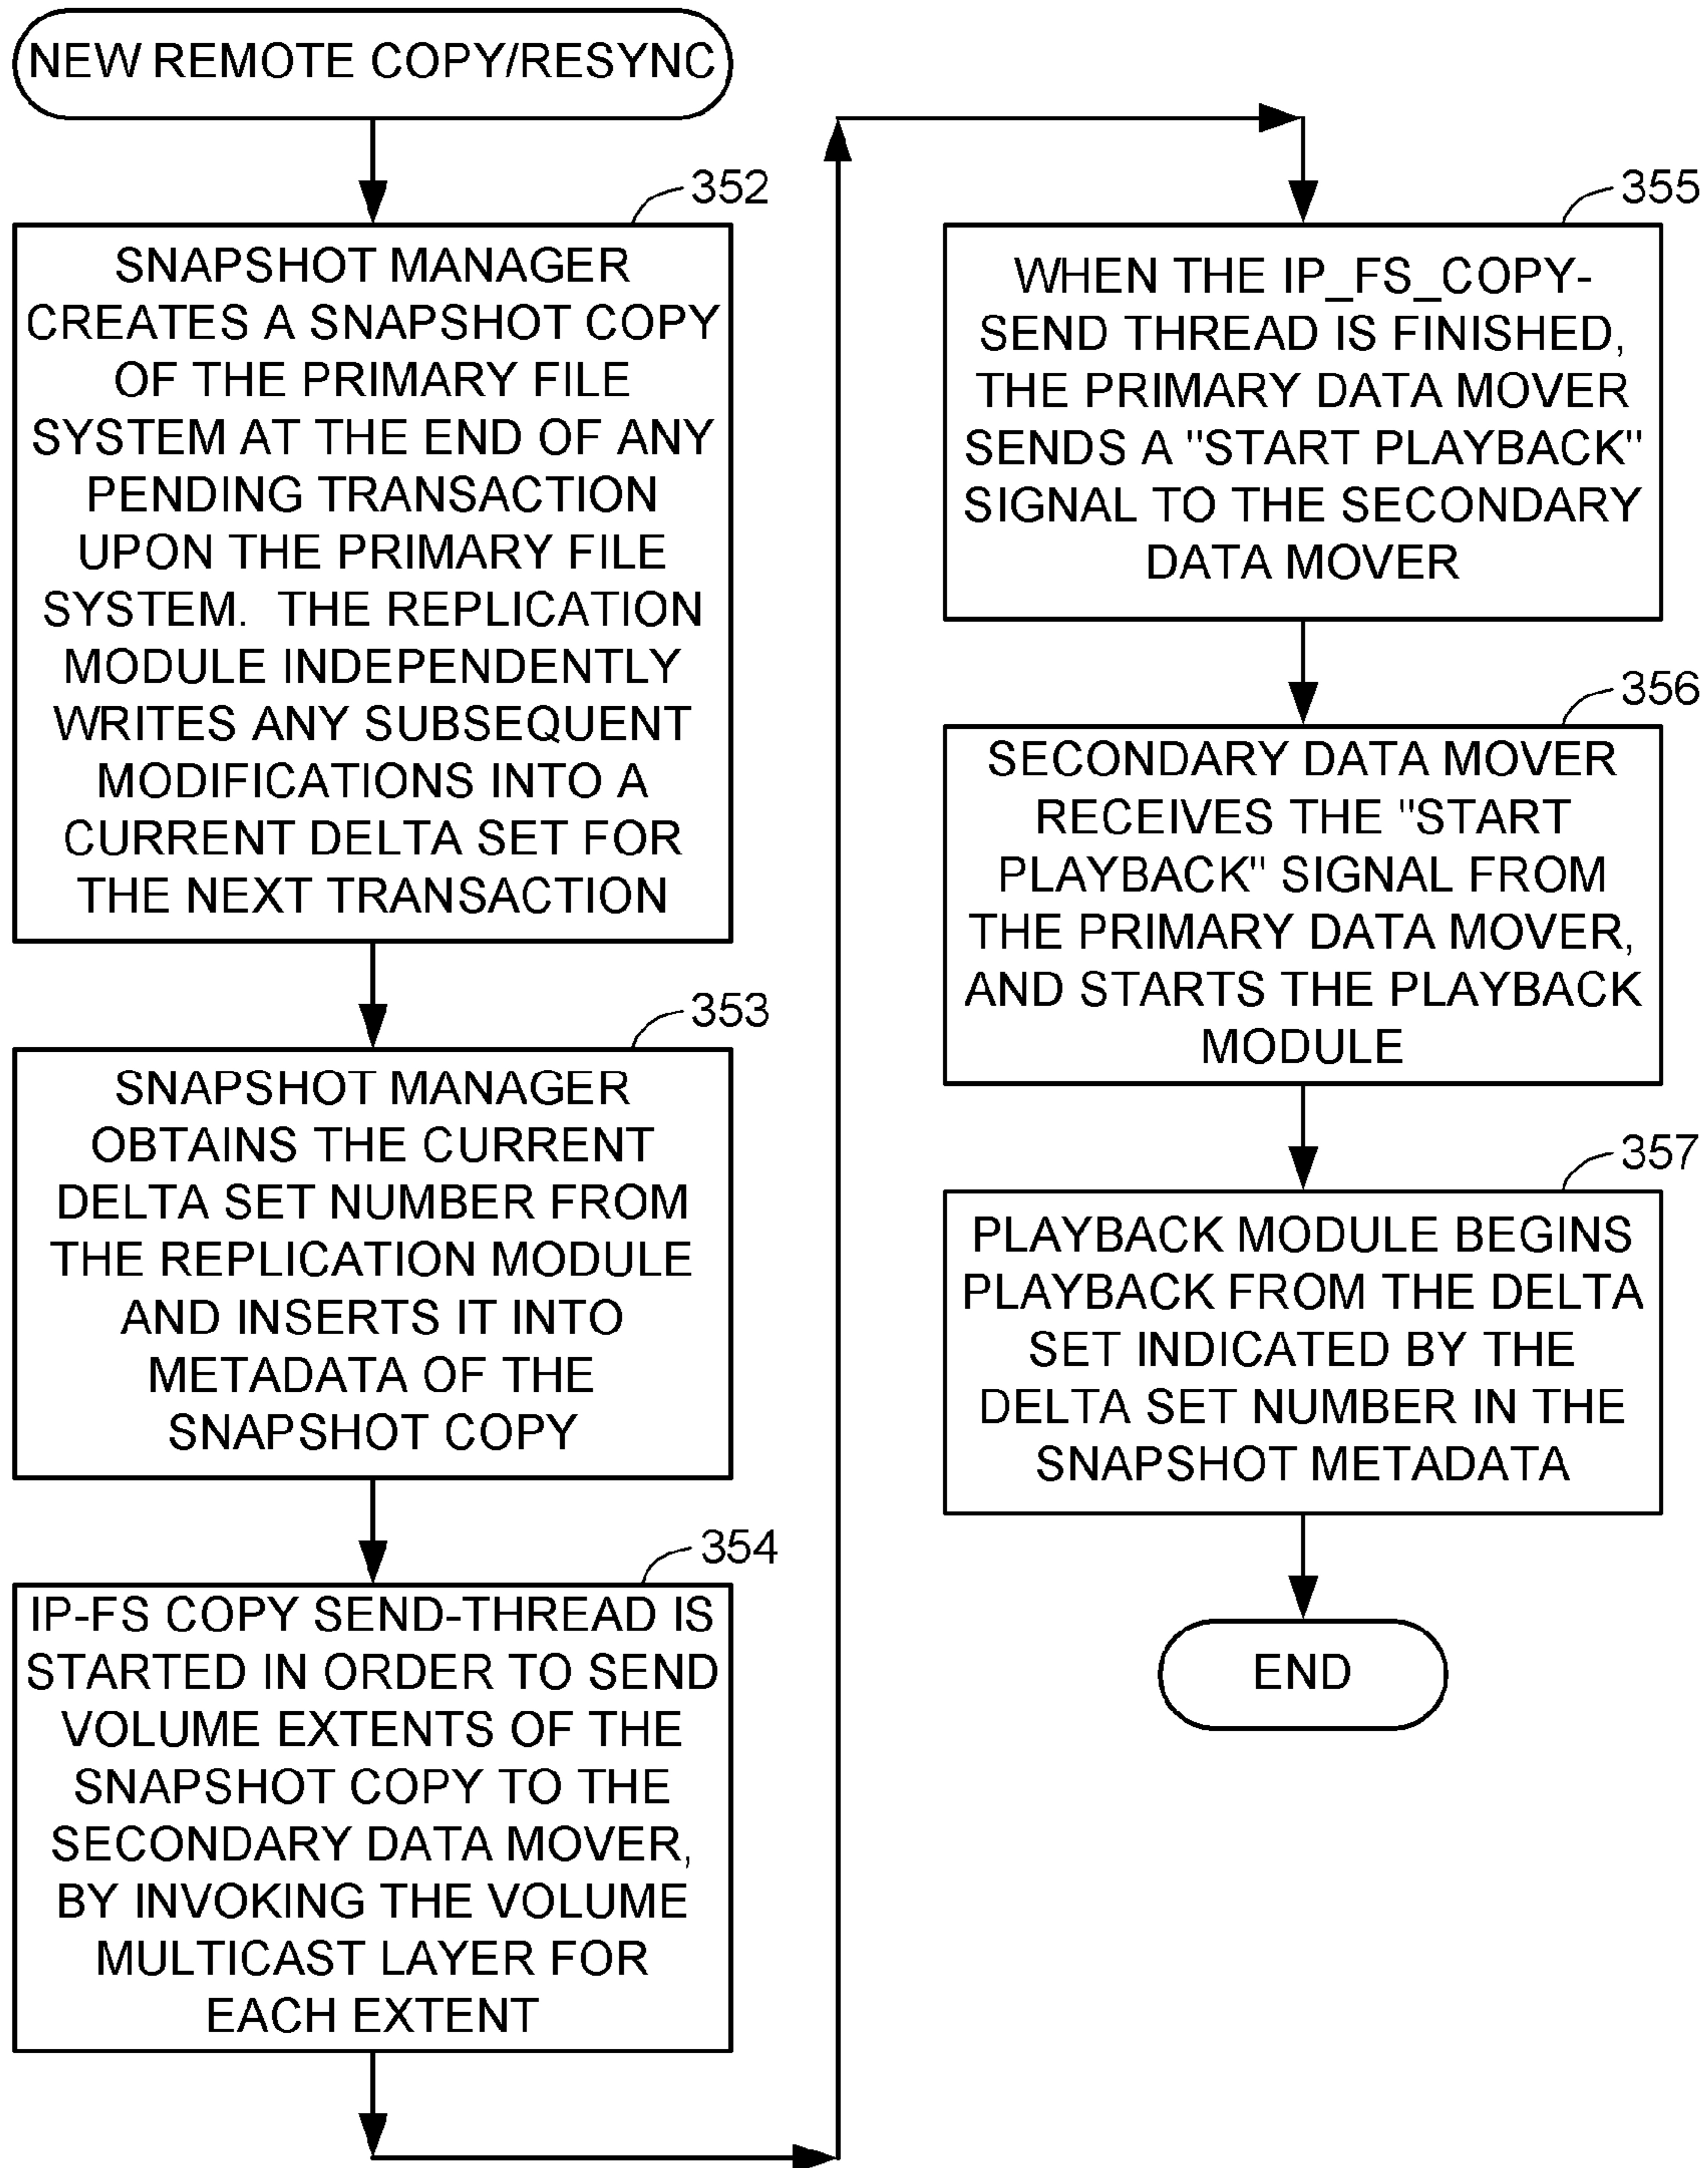 NEW REMOTE COPY/RESYNC
352
SNAPSHOT MANAGER
CREATES A SNAPSHOT COPY
OF THE PRIMARY FILE
SYSTEM AT THE END OF ANY
PENDING TRANSACTION
UPON THE PRIMARY FILE
SYSTEM. THE REPLICATION
MODULE INDEPENDENTLY
WRITES ANY SUBSEQUENT
MODIFICATIONS INTO A
CURRENT DELTA SET FOR
THE NEXT TRANSACTION
353
SNAPSHOT MANAGER
OBTAINS THE CURRENT
DELTA SET NUMBER FROM
THE REPLICATION MODULE
AND INSERTS IT INTO
METADATA OF THE
SNAPSHOT COPY
354
IP-FS COPY SEND-THREAD IS
STARTED IN ORDER TO SEND
VOLUME EXTENTS OF THE
SNAPSHOT COPY TO THE
SECONDARY DATA MOVER,
BY INVOKING THE VOLUME
MULTICAST LAYER FOR
EACH EXTENT
355
WHEN THE IP_FS_COPY-
SEND THREAD IS FINISHED,
THE PRIMARY DATA MOVER
SENDS A "START PLAYBACK"
SIGNAL TO THE SECONDARY
DATA MOVER
356
SECONDARY DATA MOVER
RECEIVES THE "START
PLAYBACK" SIGNAL FROM
THE PRIMARY DATA MOVER,
AND STARTS THE PLAYBACK
MODULE
357
PLAYBACK MODULE BEGINS
PLAYBACK FROM THE DELTA
SET INDICATED BY THE
DELTA SET NUMBER IN THE
SNAPSHOT METADATA
END